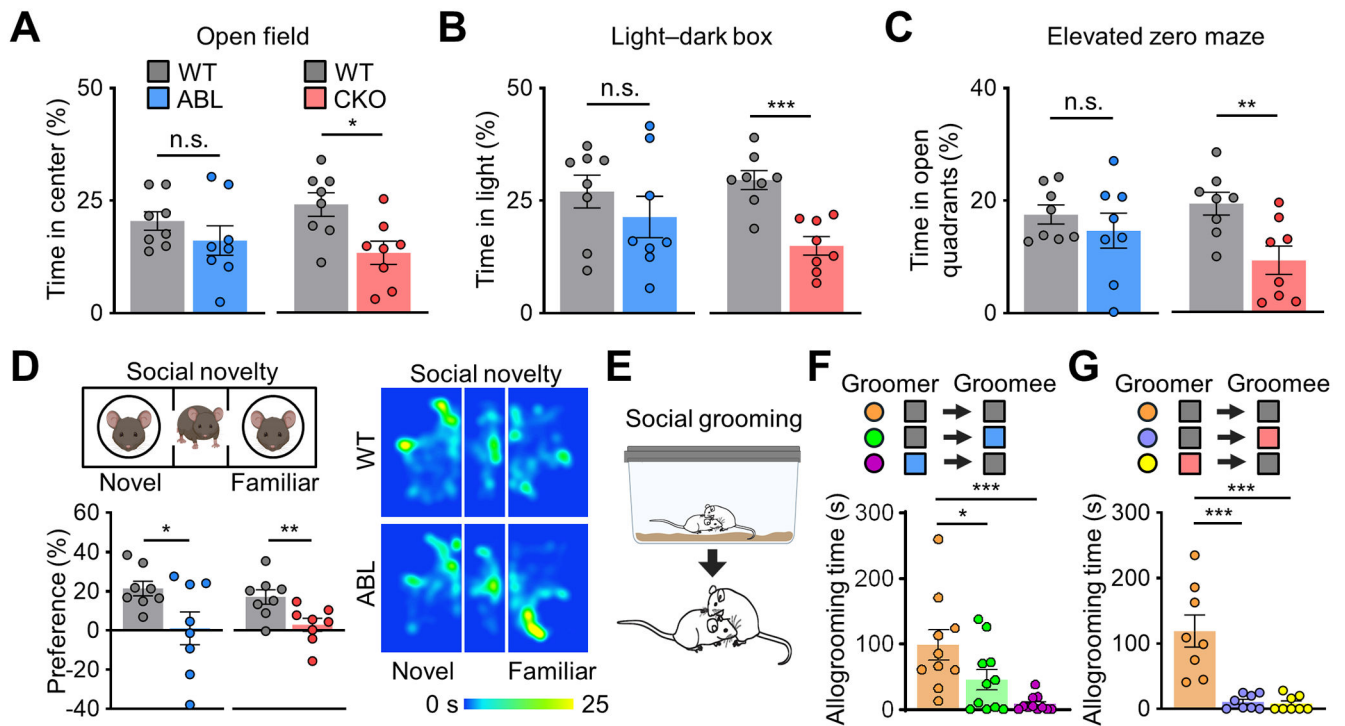 A
Open field
WT
ABL
WT
CKO
Time in center (%)
50
25
0
n.s.
*
B
Light–dark box
Time in light (%)
50
25
0
n.s.
***
C
Elevated zero maze
Time in open
quadrants (%)
40
20
0
n.s.
**
D
Social novelty
Novel
Familiar
Preference (%)
60
40
20
0
-20
-40
*
**
Social novelty
WT
ABL
Novel
Familiar
0 s
25
E
Social grooming
F
Groomer
Groomee
Allogrooming time (s)
300
200
100
0
***
*
G
Groomer
Groomee
Allogrooming time (s)
300
200
100
0
***
***